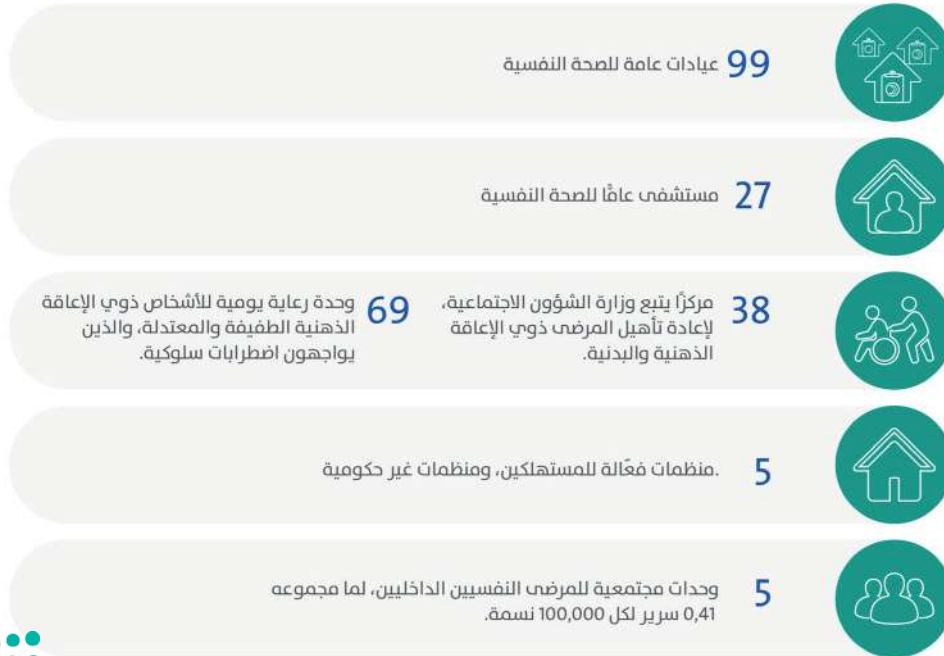 99 عيادات عامة للصحة النفسية
27 مستشفى عامًّا للصحة النفسية
38 مركزًا يتبع وزارة الشؤون الاجتماعية،
لإعادة تأهيل المرضى ذوي الإعاقة
الذهنية والبدنية.
69 وحدة رعاية يومية للأشخاص ذوي الإعاقة
الذهنية الطفيفة والمعتدلة، والذين
يواجهون اضطرابات سلوكية.
5 .منظمات فعّالة للمستهلكين، ومنظمات غير حكومية
5 وحدات مجتمعية للمرضى النفسيين الداخليين، لما مجموعه
0,41 سرير لكل 100,000 نسمة.